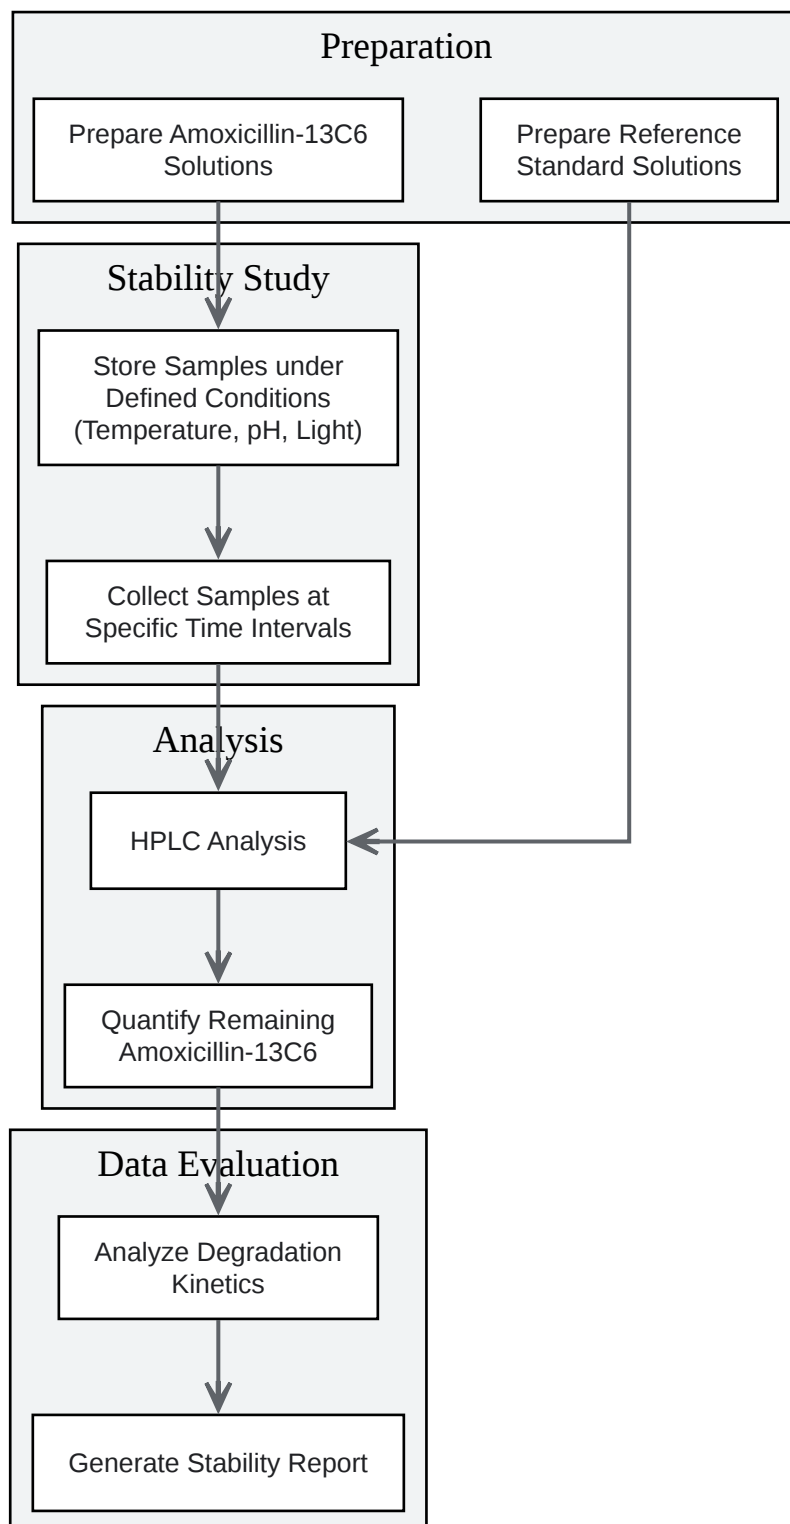 Preparation
Prepare Amoxicillin-13C6
Solutions
Prepare Reference
Standard Solutions
Stability Study
Store Samples under
Defined Conditions
(Temperature, pH, Light)
Collect Samples at
Specific Time Intervals
Analysis
HPLC Analysis
Quantify Remaining
Amoxicillin-13C6
Data Evaluation
Analyze Degradation
Kinetics
Generate Stability Report